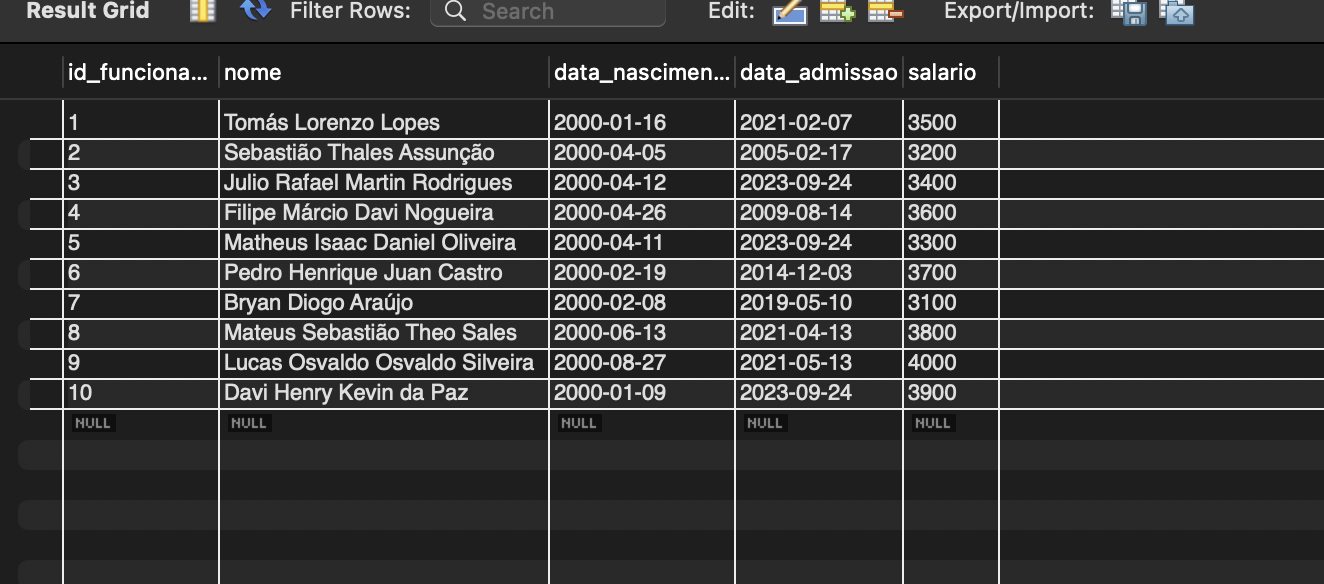 Result Grid Filter Rows: Search Edit: Export/Import:
id_funciona... nome data_nascimen... data_admissao salario
1 Tomás Lorenzo Lopes 2000-01-16 2021-02-07 3500
2 Sebastião Thales Assunção 2000-04-05 2005-02-17 3200
3 Julio Rafael Martin Rodrigues 2000-04-12 2023-09-24 3400
4 Filipe Márcio Davi Nogueira 2000-04-26 2009-08-14 3600
5 Matheus Isaac Daniel Oliveira 2000-04-11 2023-09-24 3300
6 Pedro Henrique Juan Castro 2000-02-19 2014-12-03 3700
7 Bryan Diogo Araújo 2000-02-08 2019-05-10 3100
8 Mateus Sebastião Theo Sales 2000-06-13 2021-04-13 3800
9 Lucas Osvaldo Osvaldo Silveira 2000-08-27 2021-05-13 4000
10 Davi Henry Kevin da Paz 2000-01-09 2023-09-24 3900
NULL NULL NULL NULL NULL